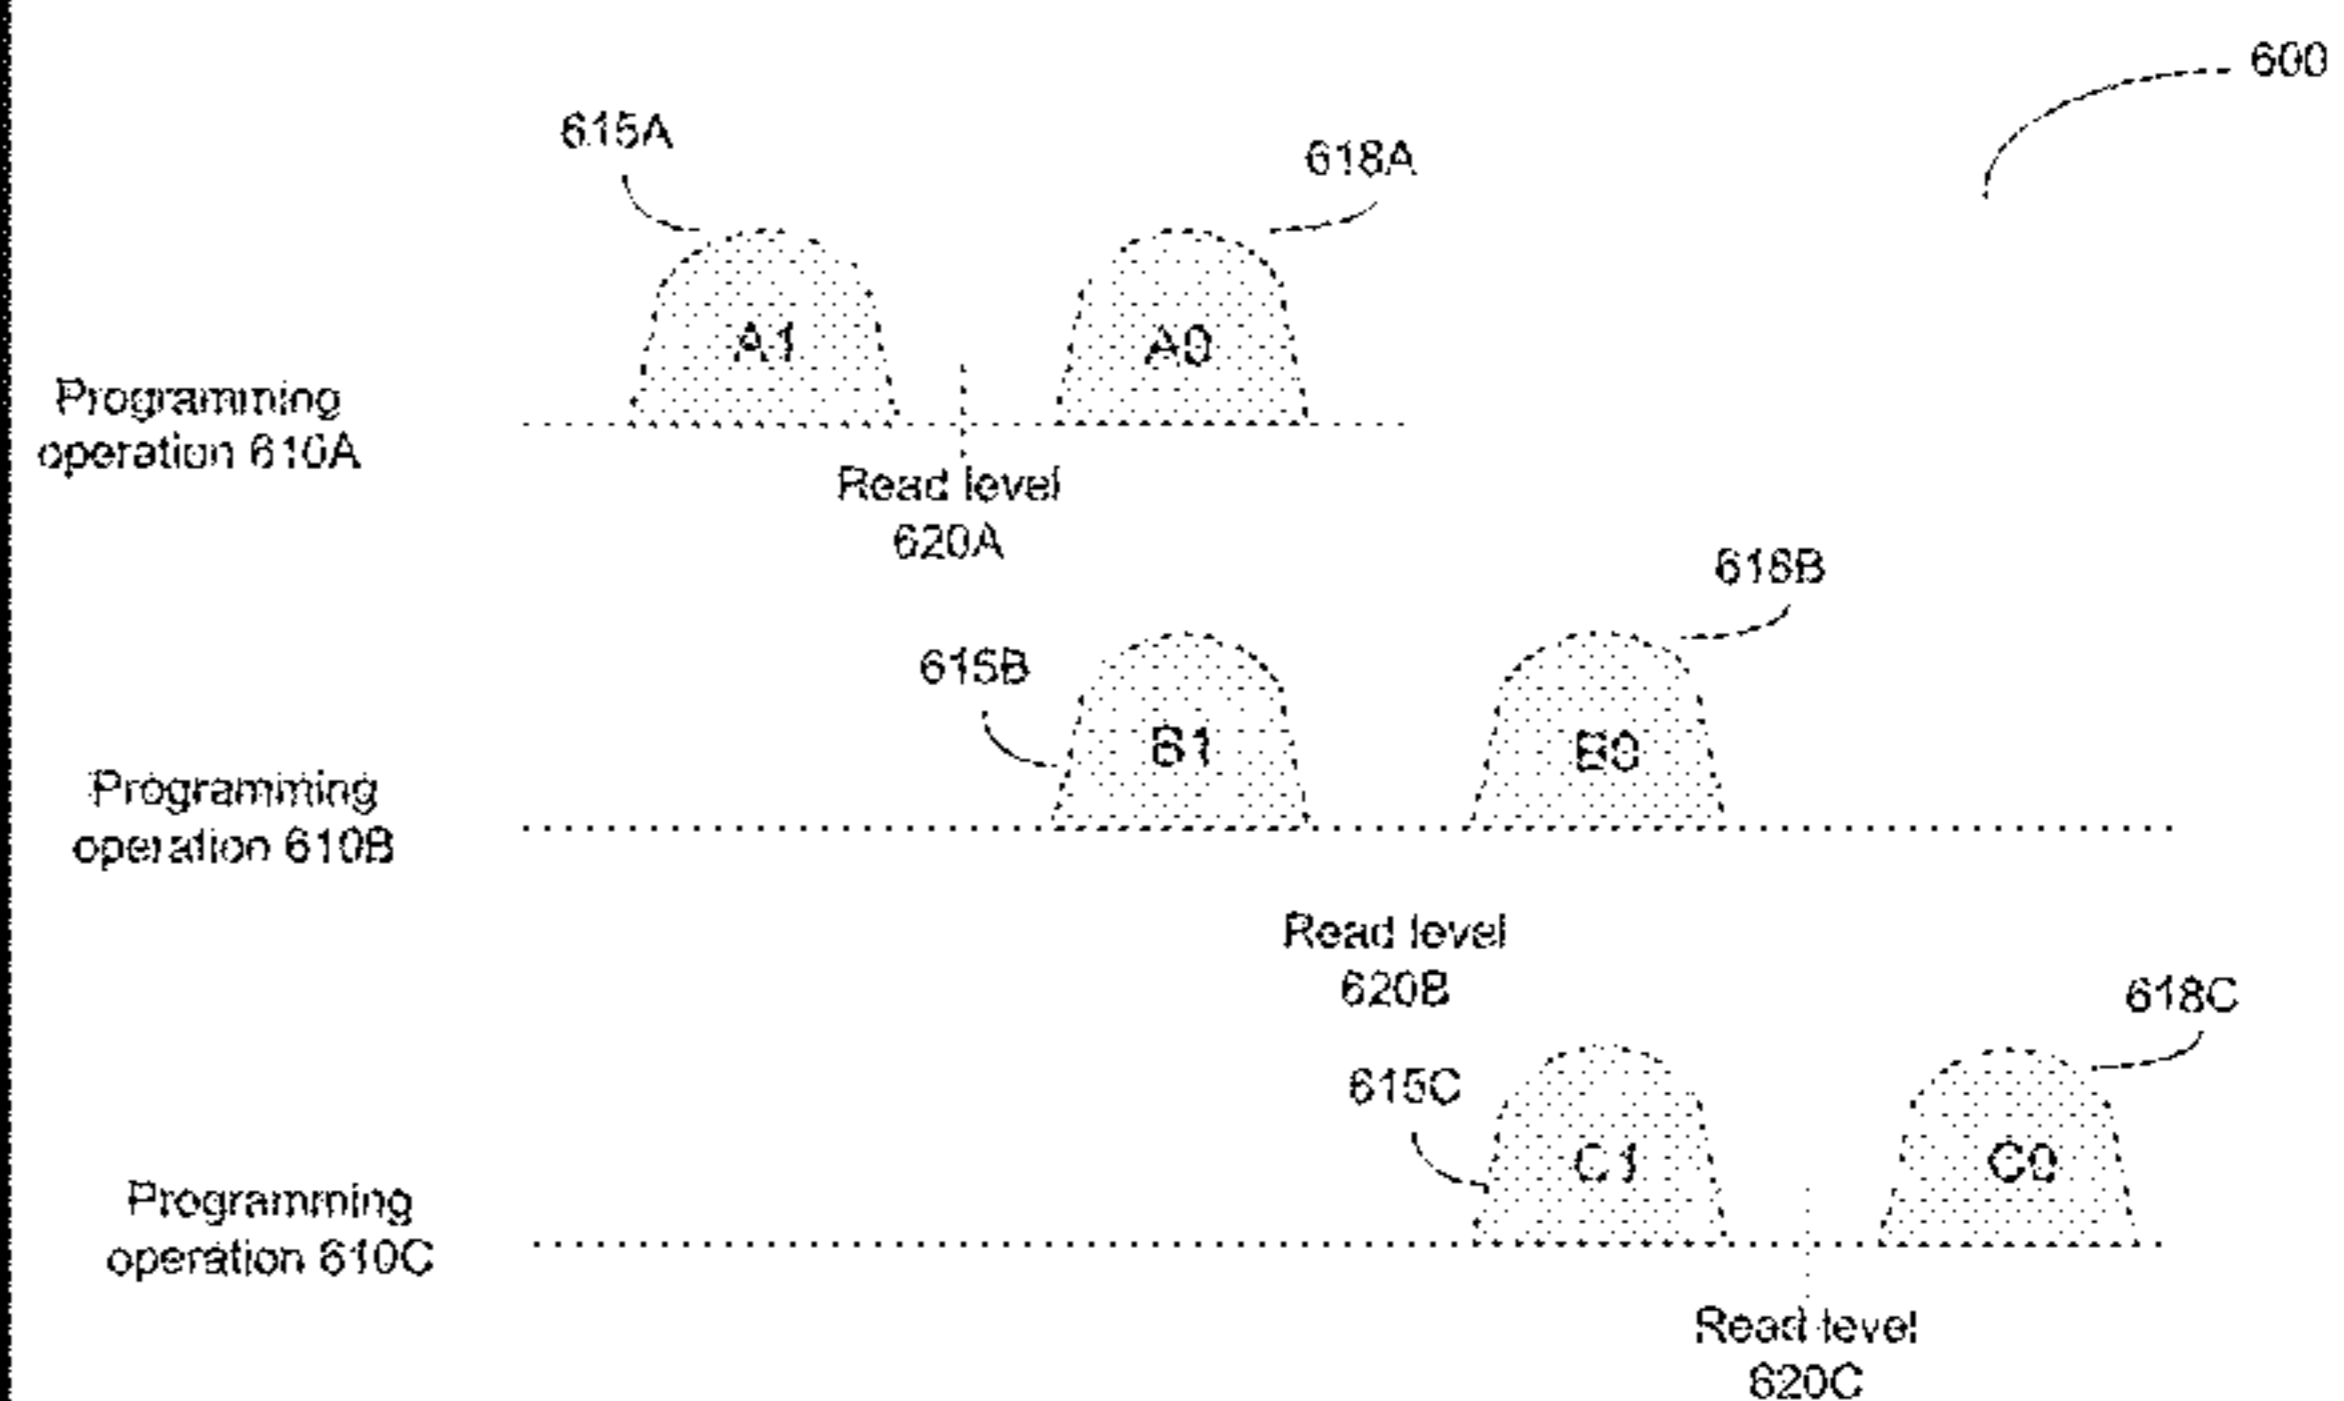 600
615A
618A
A1
A0
Programming
operation 610A
Read level
620A
618B
615B
B1
B0
Programming
operation 610B
Read level
620B
618C
615C
C1
C0
Programming
operation 610C
Read level
620C